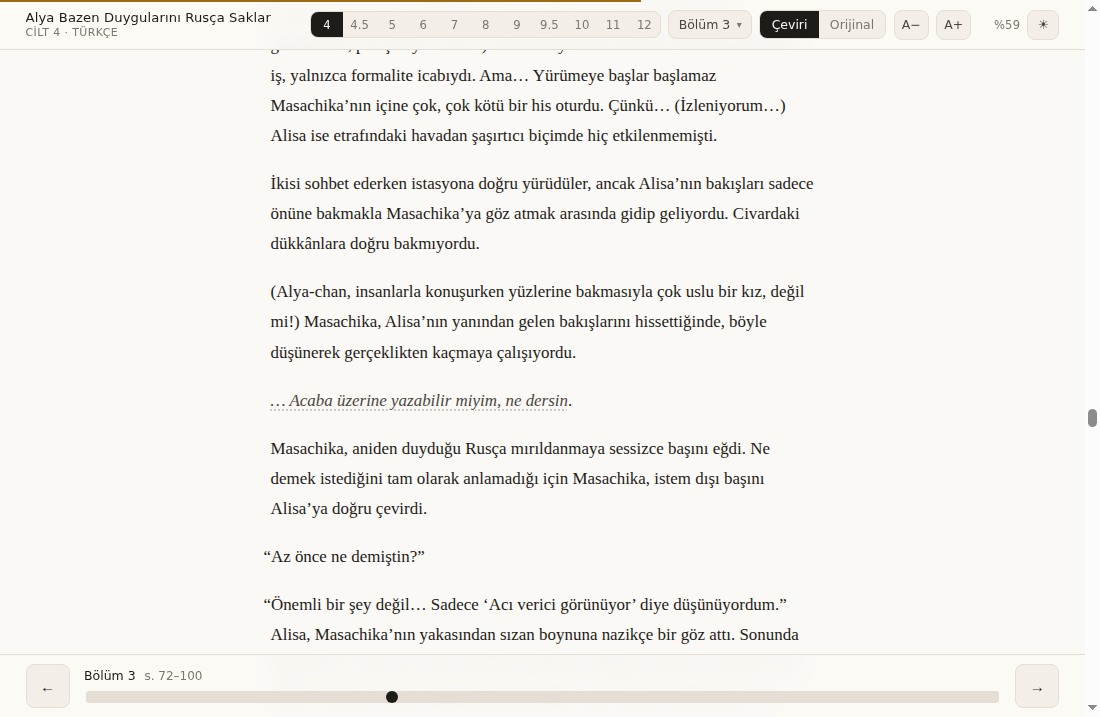 Alya Bazen Duygularını Rusça Saklar
CİLT 4 · TÜRKÇE
4 4.5 5 6 7 8 9 9.5 10 11 12
Bölüm 3 ▾
Çeviri Orijinal
A− A+
%59 ☀
iş, yalnızca formalite icabıydı. Ama… Yürümeye başlar başlamaz
Masachika’nın içine çok, çok kötü bir his oturdu. Çünkü… (İzleniyorum…)
Alisa ise etrafındaki havadan şaşırtıcı biçimde hiç etkilenmemişti.
İkisi sohbet ederken istasyona doğru yürüdüler, ancak Alisa’nın bakışları sadece
önüne bakmakla Masachika’ya göz atmak arasında gidip geliyordu. Civardaki
dükkânlara doğru bakmıyordu.
(Alya-chan, insanlarla konuşurken yüzlerine bakmasıyla çok uslu bir kız, değil
mi!) Masachika, Alisa’nın yanından gelen bakışlarını hissettiğinde, böyle
düşünerek gerçeklikten kaçmaya çalışıyordu.
… Acaba üzerine yazabilir miyim, ne dersin.
Masachika, aniden duyduğu Rusça mırıldanmaya sessizce başını eğdi. Ne
demek istediğini tam olarak anlamadığı için Masachika, istem dışı başını
Alisa’ya doğru çevirdi.
“Az önce ne demiştin?”
“Önemli bir şey değil… Sadece ‘Acı verici görünüyor’ diye düşünüyordum.”
Alisa, Masachika’nın yakasından sızan boynuna nazikçe bir göz attı. Sonunda
←
Bölüm 3 s. 72–100
→